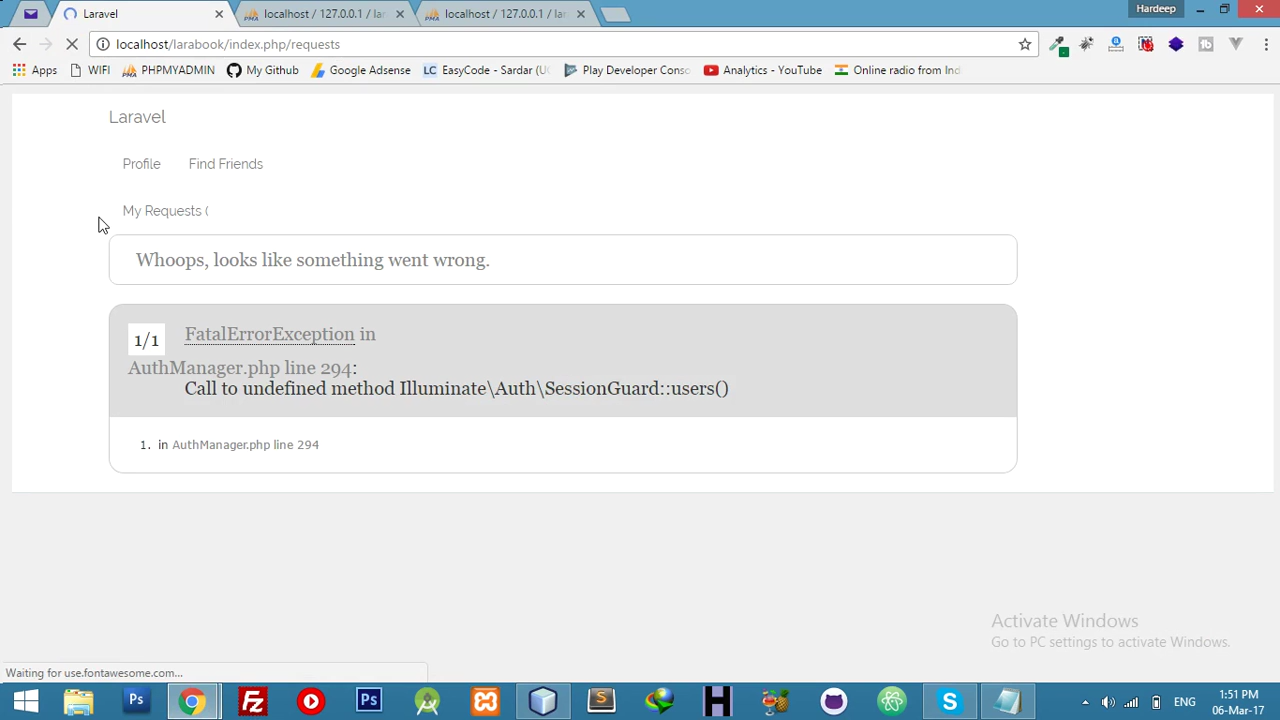 Laravel
localhost / 127.0.0.1 / lar
localhost / 127.0.0.1 / lar
Hardeep
localhost/larabook/index.php/requests
Apps WIFI PHPMYADMIN My Github Google Adsense EasyCode - Sardar (U Play Developer Conso Analytics - YouTube Online radio from Ind
Laravel
Profile Find Friends
My Requests (
Whoops, looks like something went wrong.
1/1 FatalErrorException in
AuthManager.php line 294:
Call to undefined method Illuminate\Auth\SessionGuard::users()
1. in AuthManager.php line 294
Activate Windows
Go to PC settings to activate Windows.
Waiting for use.fontawesome.com...
ENG
1:51 PM
06-Mar-17